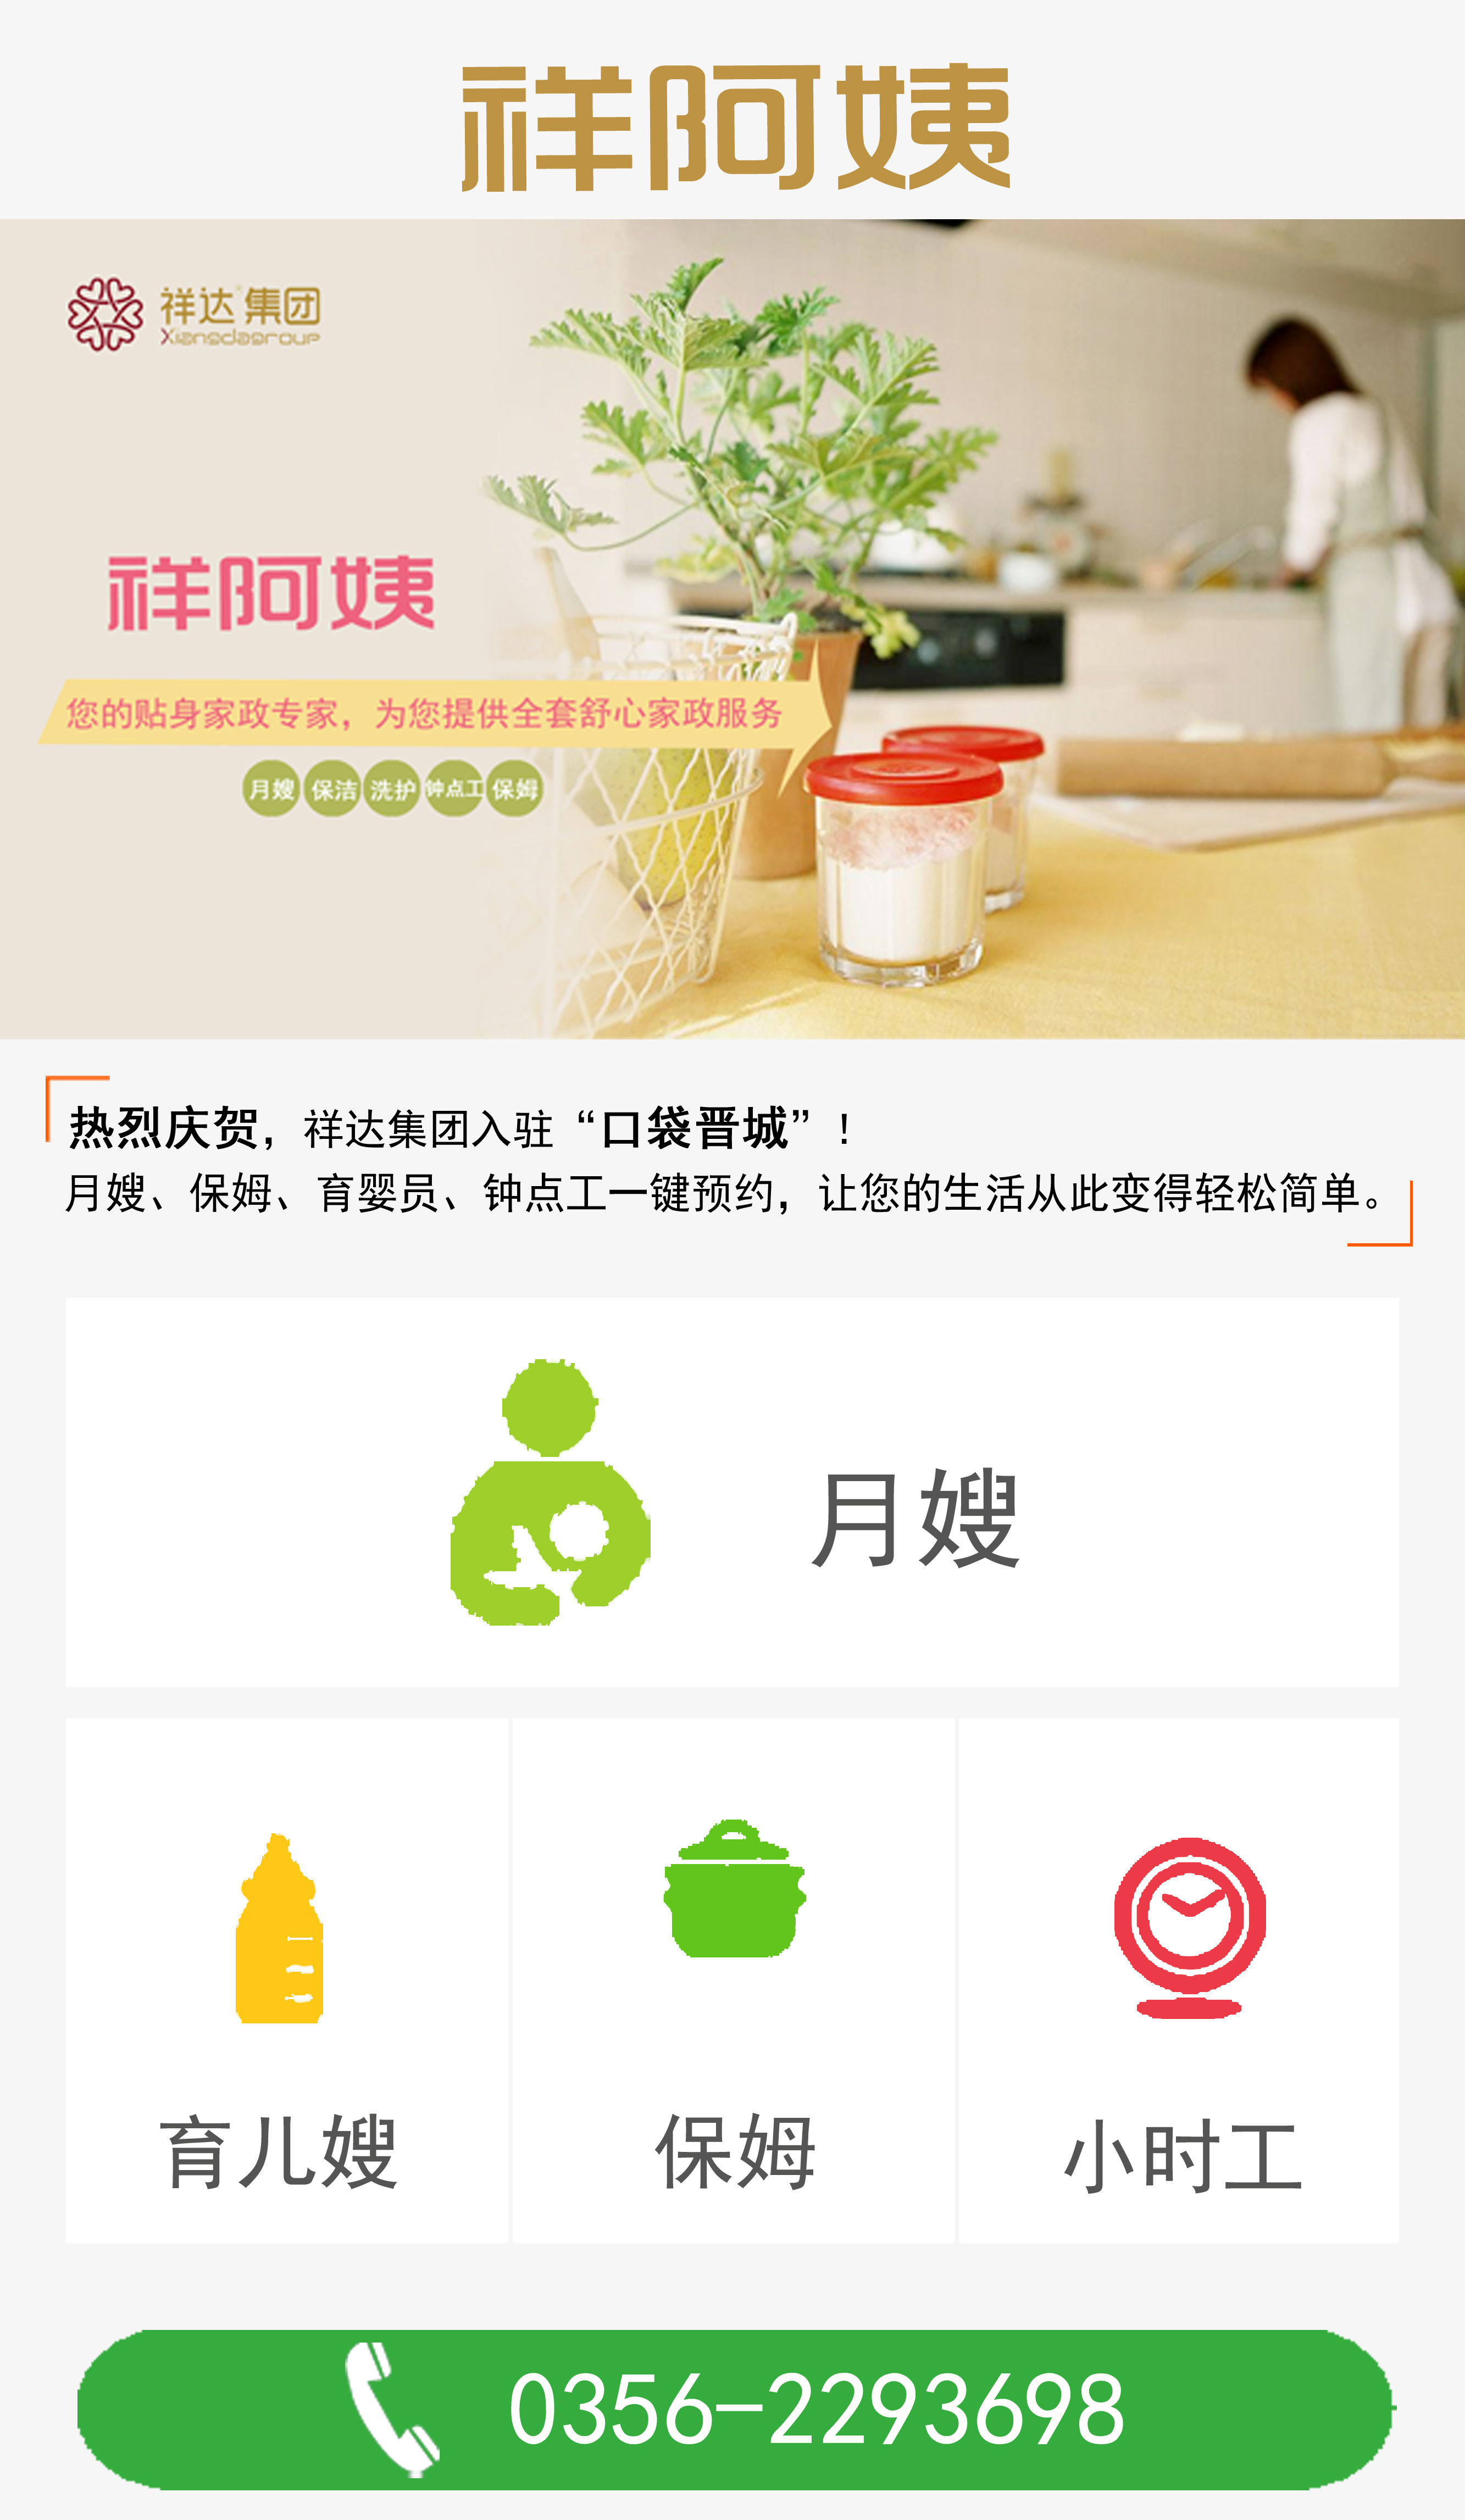 祥阿姨
祥达集团
Xiangdagroup
祥阿姨
您的贴身家政专家，为您提供全套舒心家政服务
月嫂 保洁 洗护 钟点工 保姆
热烈庆贺，祥达集团入驻“口袋晋城”！
月嫂、保姆、育婴员、钟点工一键预约，让您的生活从此变得轻松简单。
月嫂
育儿嫂 保姆 小时工
0356-2293698